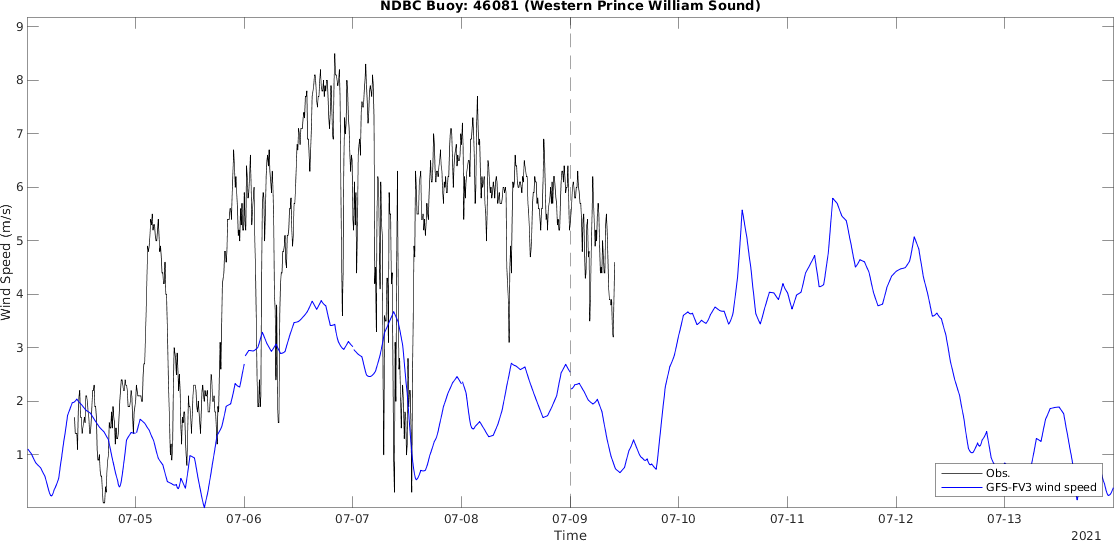 NDBC Buoy: 46081 (Western Prince William Sound)
9
8
7
6
5
4
3
2
1
Wind Speed (m/s)
Obs.
GFS-FV3 wind speed
07-05 07-06 07-07 07-08 07-09 07-10 07-11 07-12 07-13
Time
2021